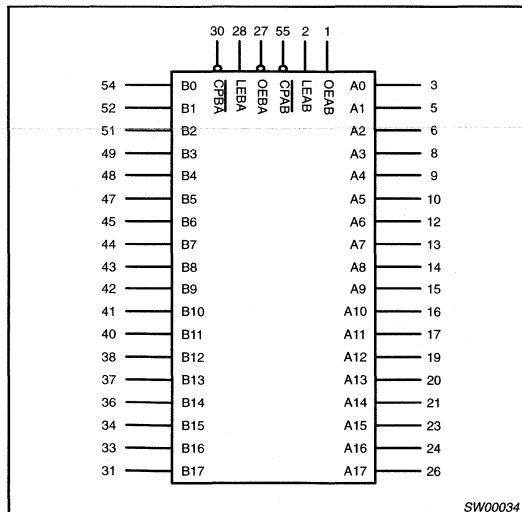 30 28 27 55 2 1
CPBA LEBA OEBA CPAB LEAB OEAB
54 B0 A0 3
52 B1 A1 5
51 B2 A2 6
49 B3 A3 8
48 B4 A4 9
47 B5 A5 10
45 B6 A6 12
44 B7 A7 13
43 B8 A8 14
42 B9 A9 15
41 B10 A10 16
40 B11 A11 17
38 B12 A12 19
37 B13 A13 20
36 B14 A14 21
34 B15 A15 23
33 B16 A16 24
31 B17 A17 26
SW00034